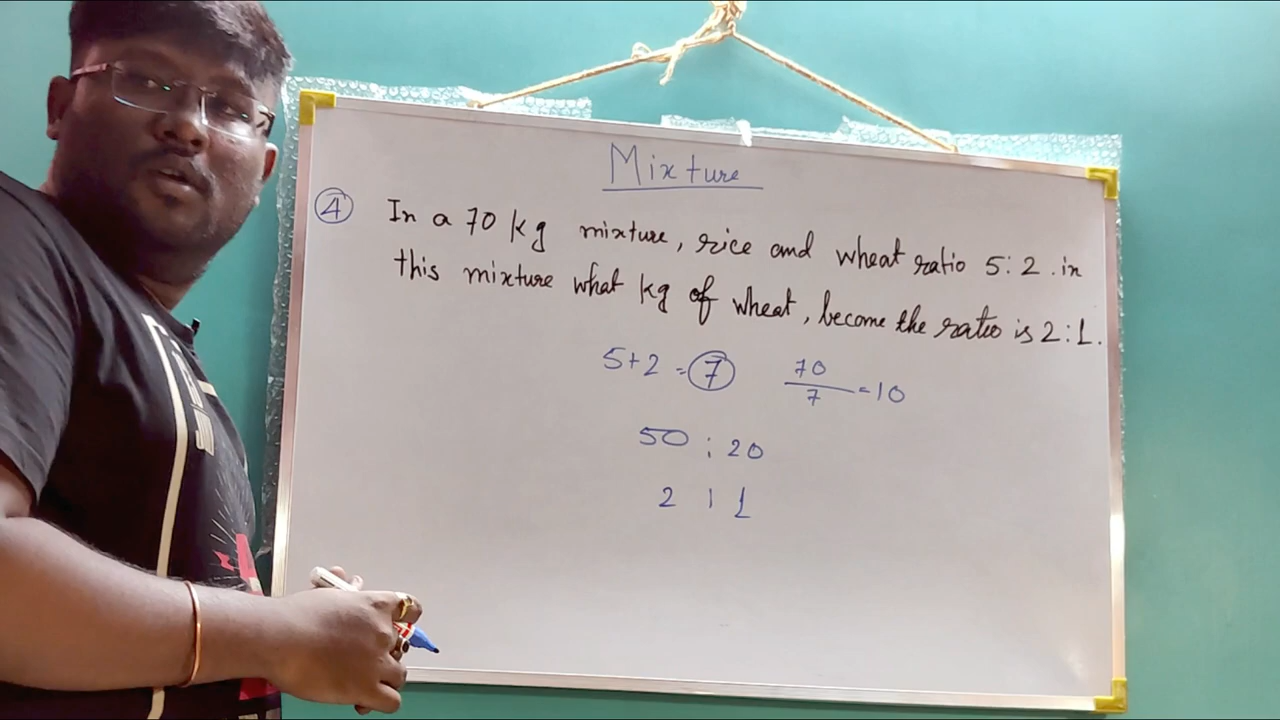 Mixture
④ In a 70 kg mixture, rice and wheat ratio 5:2. in
this mixture what kg of wheat, become the ratio is 2:1.
5+2 = 7 70/7 = 10
50 : 20
2 : 1